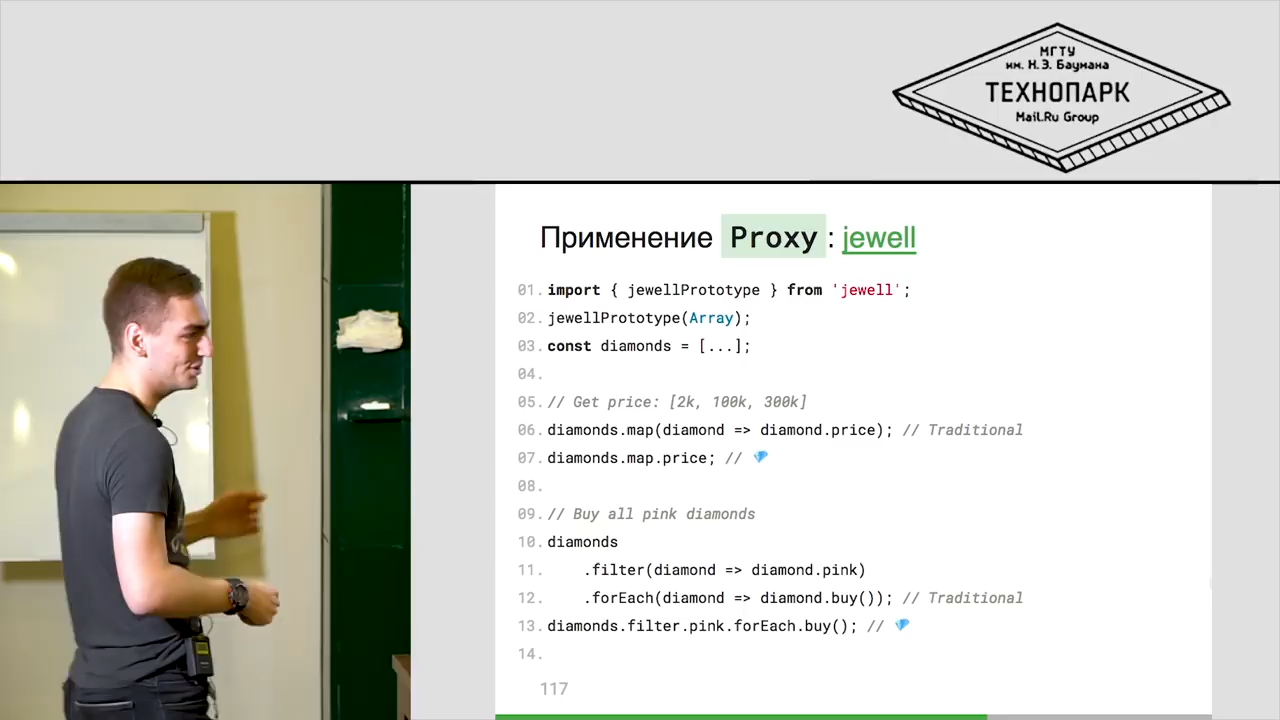 МГТУ
им. Н.Э. Баумана
ТЕХНОПАРК
Mail.Ru Group
Применение Proxy : jewell
01. import { jewellPrototype } from 'jewell';
02. jewellPrototype(Array);
03. const diamonds = [...];
04.
05. // Get price: [2k, 100k, 300k]
06. diamonds.map(diamond => diamond.price); // Traditional
07. diamonds.map.price; // 💎
08.
09. // Buy all pink diamonds
10. diamonds
11. .filter(diamond => diamond.pink)
12. .forEach(diamond => diamond.buy()); // Traditional
13. diamonds.filter.pink.forEach.buy(); // 💎
14.
117